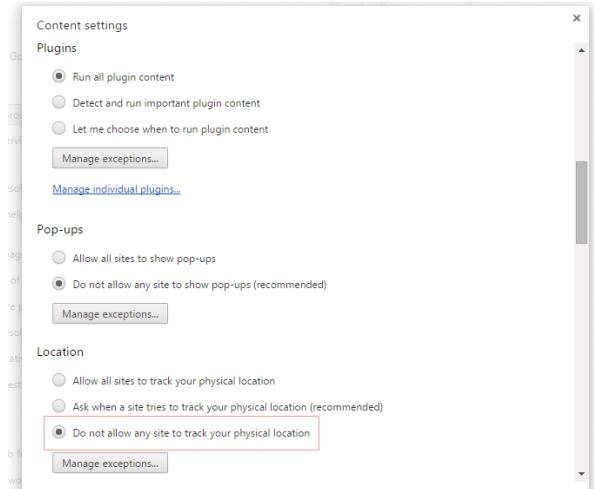 Content settings
Plugins
Run all plugin content
Detect and run important plugin content
Let me choose when to run plugin content
Manage exceptions...
Manage individual plugins...
Pop-ups
Allow all sites to show pop-ups
Do not allow any site to show pop-ups (recommended)
Manage exceptions...
Location
Allow all sites to track your physical location
Ask when a site tries to track your physical location (recommended)
Do not allow any site to track your physical location
Manage exceptions...